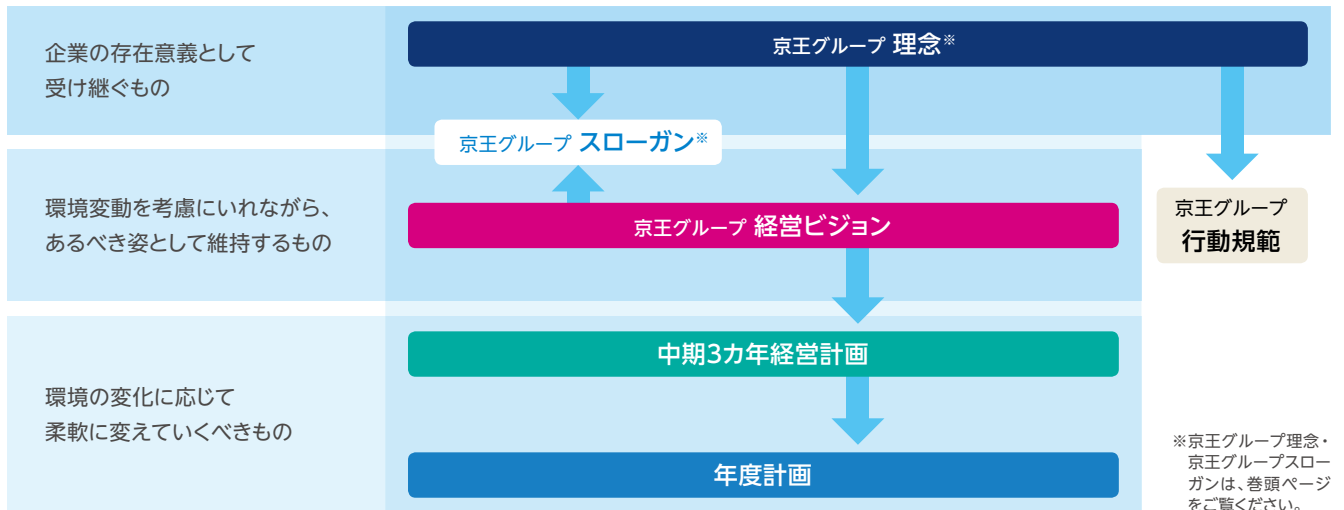 企業の存在意義として
受け継ぐもの
京王グループ 理念※
京王グループ スローガン※
環境変動を考慮にいれながら、
あるべき姿として維持するもの
京王グループ 経営ビジョン
京王グループ
行動規範
環境の変化に応じて
柔軟に変えていくべきもの
中期3カ年経営計画
年度計画
※京王グループ理念・
京王グループスロー
ガンは、巻頭ページ
をご覧ください。